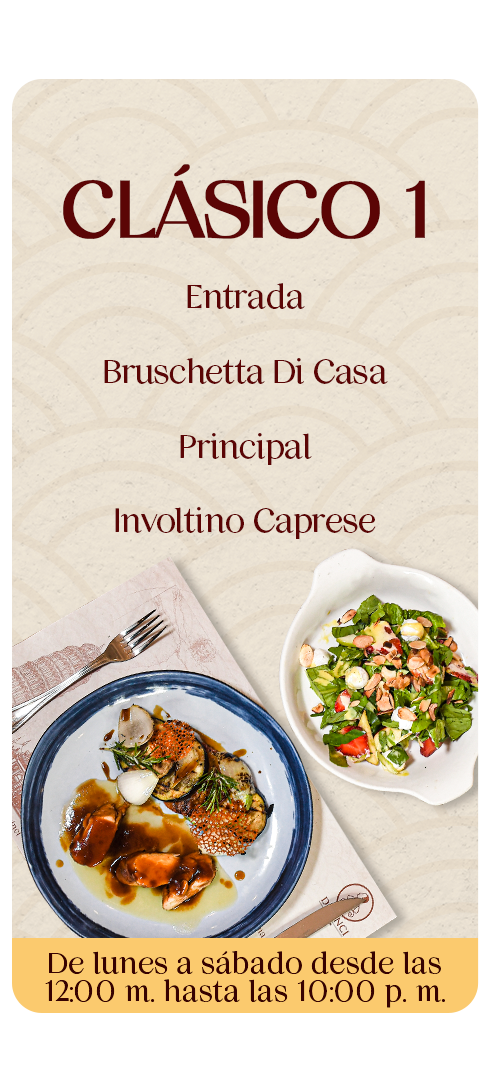 CLÁSICO 1
Entrada
Bruschetta Di Casa
Principal
Involtino Caprese
De lunes a sábado desde las
12:00 m. hasta las 10:00 p. m.